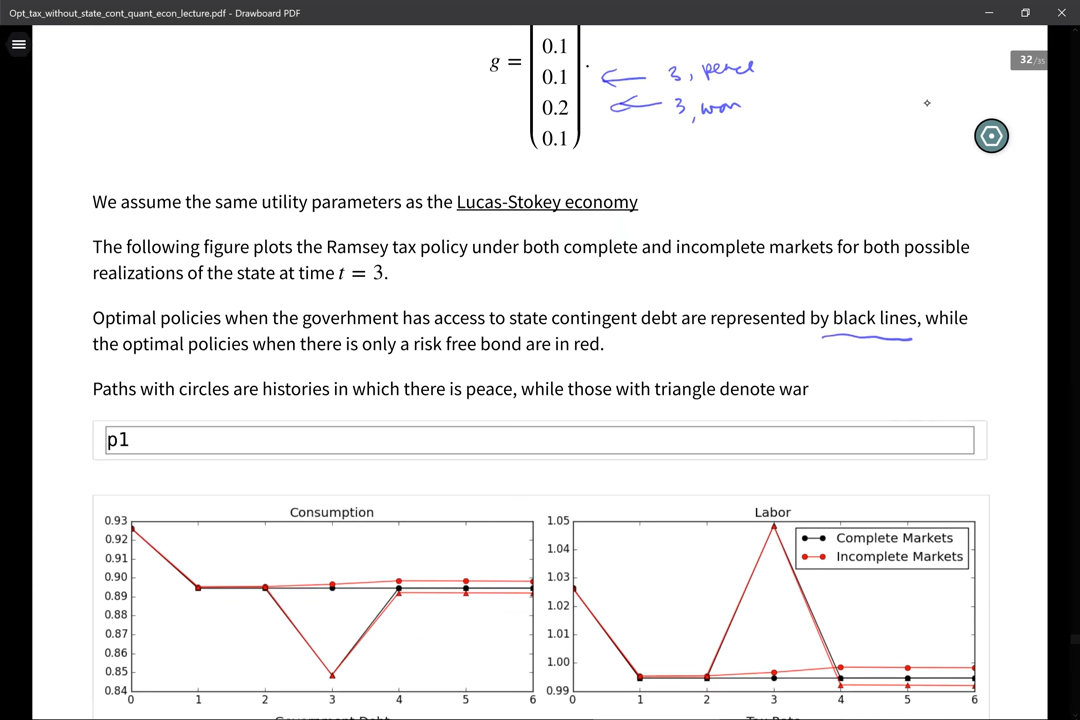 Opt_tax_without_state_cont_quant_econ_lecture.pdf - Drawboard PDF
32/35
g =
0.1
0.1
0.2
0.1
.
3, peace
3, war
We assume the same utility parameters as the Lucas-Stokey economy
The following figure plots the Ramsey tax policy under both complete and incomplete markets for both possible
realizations of the state at time t = 3.
Optimal policies when the goverhment has access to state contingent debt are represented by black lines, while
the optimal policies when there is only a risk free bond are in red.
Paths with circles are histories in which there is peace, while those with triangle denote war
p1
Consumption
0.93
0.92
0.91
0.90
0.89
0.88
0.87
0.86
0.85
0.84
0 1 2 3 4 5 6
Labor
1.05
1.04
1.03
1.02
1.01
1.00
0.99
0 1 2 3 4 5 6
Complete Markets
Incomplete Markets